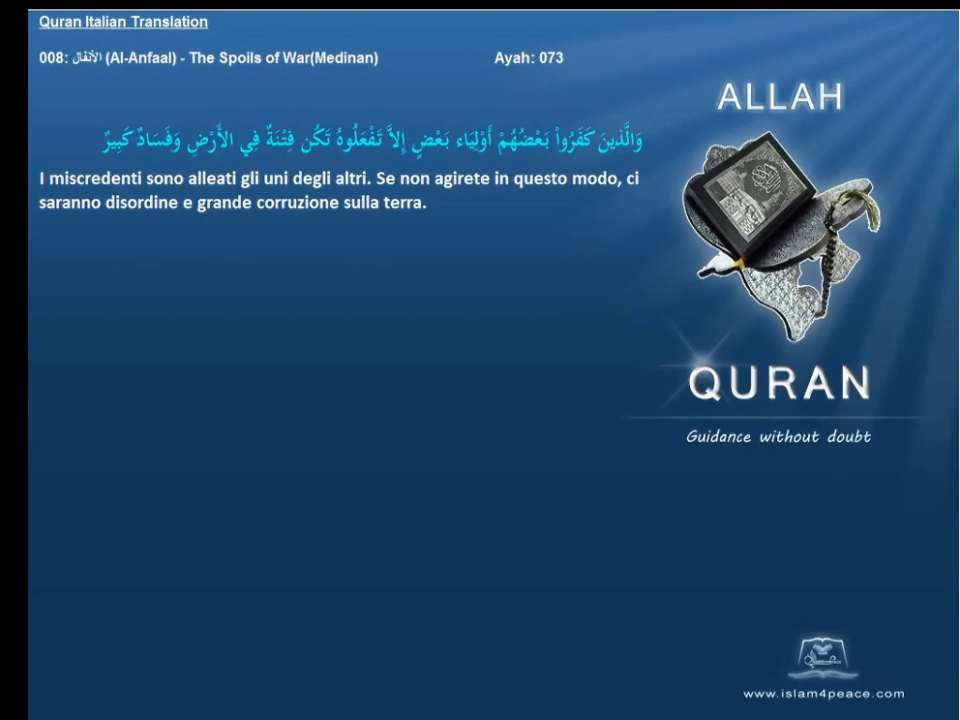 Quran Italian Translation
008: الأنفال (Al-Anfaal) - The Spoils of War(Medinan) Ayah: 073
ALLAH
وَالَّذينَ كَفَرُواْ بَعْضُهُمْ أَوْلِيَاء بَعْضٍ إِلاَّ تَفْعَلُوهُ تَكُن فِتْنَةٌ فِي الأَرْضِ وَفَسَادٌ كَبِيرٌ
I miscredenti sono alleati gli uni degli altri. Se non agirete in questo modo, ci
saranno disordine e grande corruzione sulla terra.
QURAN
Guidance without doubt
www.islam4peace.com